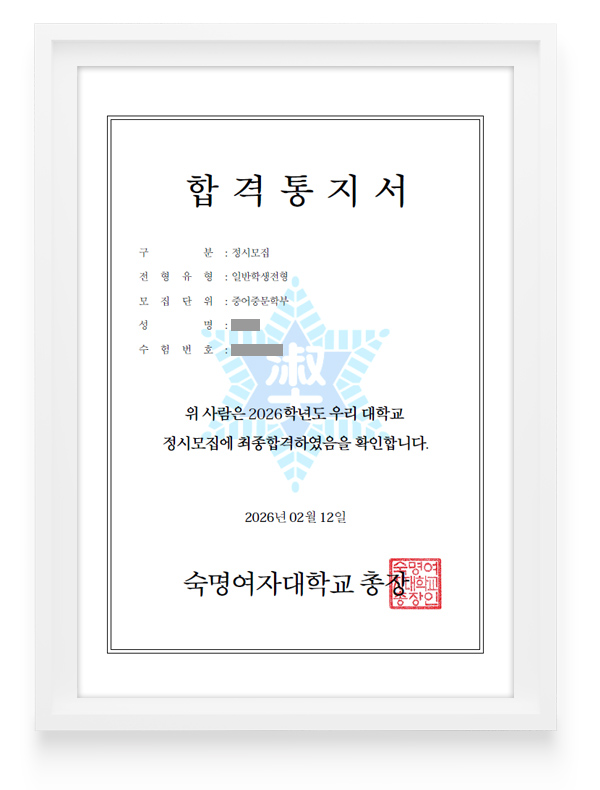 합격통지서
구 분 : 정시모집
전 형 유 형 : 일반학생전형
모 집 단 위 : 중어중문학부
성 명 :
수 험 번 호 :
淑
위 사람은 2026학년도 우리 대학교
정시모집에 최종합격하였음을 확인합니다.
2026년 02월 12일
숙명여자대학교 총장
숙명여
자대학교
총장인